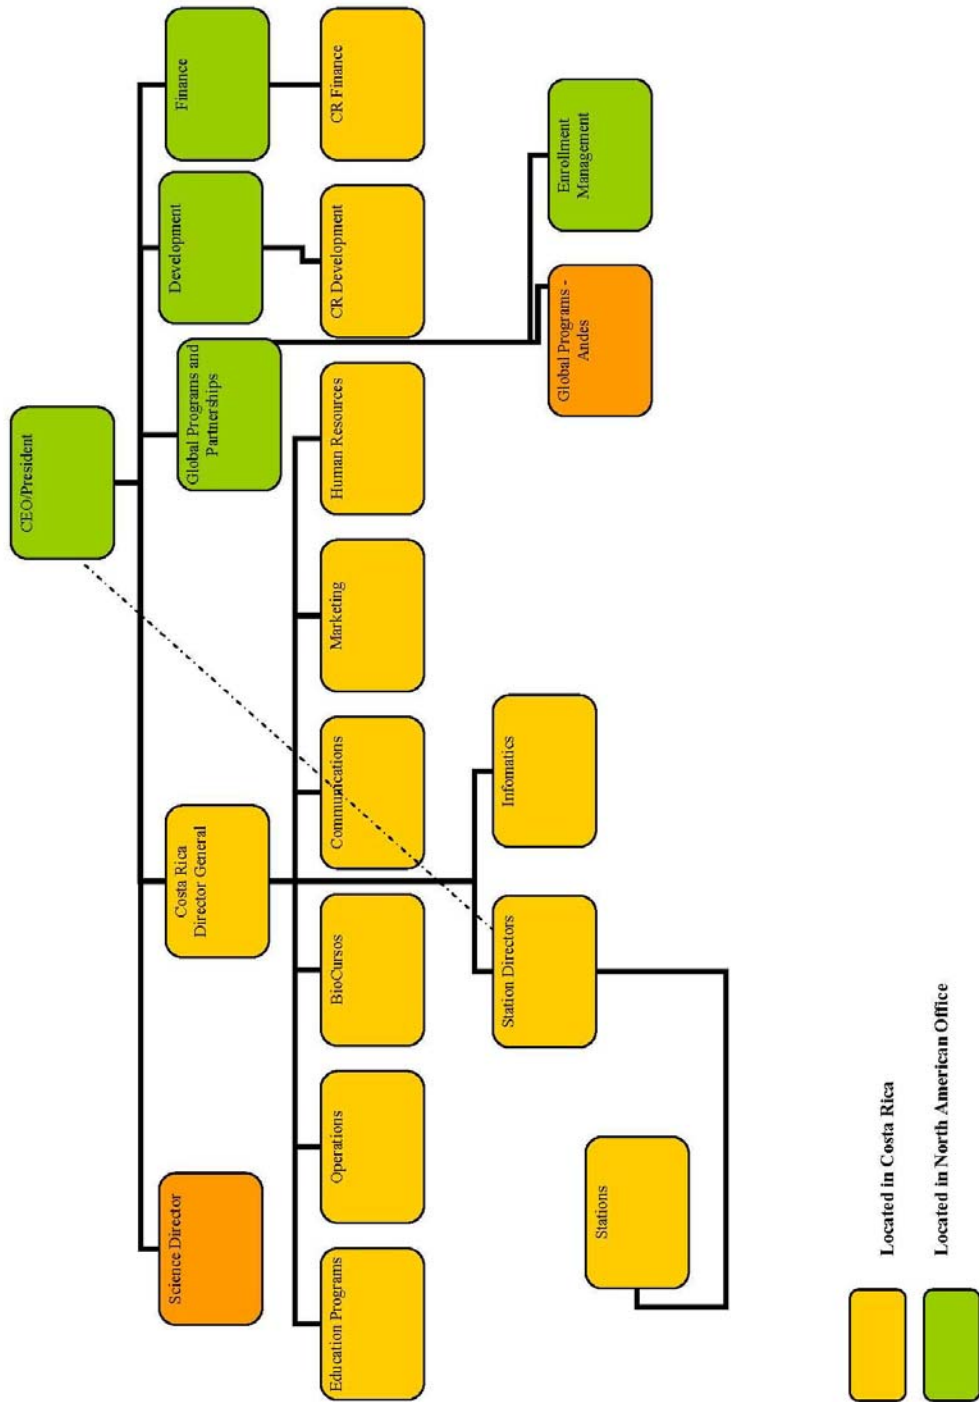 CEO/President
Science Director
Costa Rica
Director General
Global Programs and
Partnerships
Development
Finance
Education Programs
Operations
BioCursos
Communications
Marketing
Human Resources
CR Development
CR Finance
Station Directors
Infomatics
Global Programs -
Andes
Enrollment
Management
Stations
Located in Costa Rica
Located in North American Office